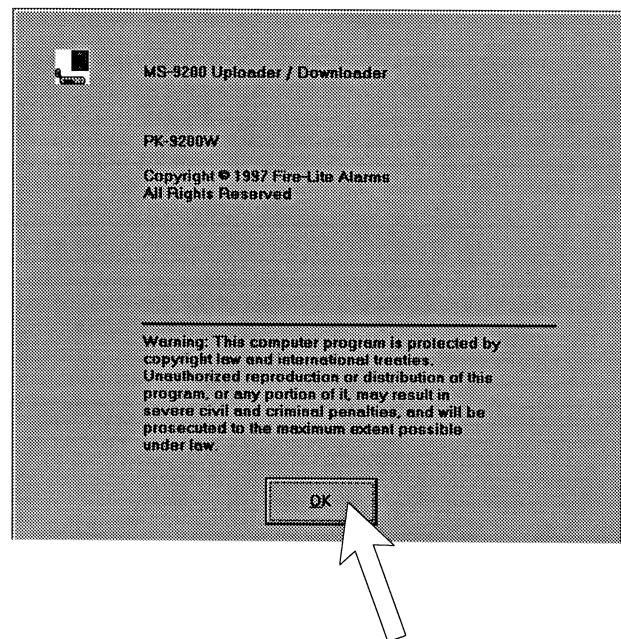 MS-9200 Uploader / Downloader
PK-9200W
Copyright © 1997 Fire-Lite Alarms
All Rights Reserved
Warning: This computer program is protected by
copyright law and international treaties.
Unauthorized reproduction or distribution of this
program, or any portion of it, may result in
severe civil and criminal penalties, and will be
prosecuted to the maximum extent possible
under law.
OK